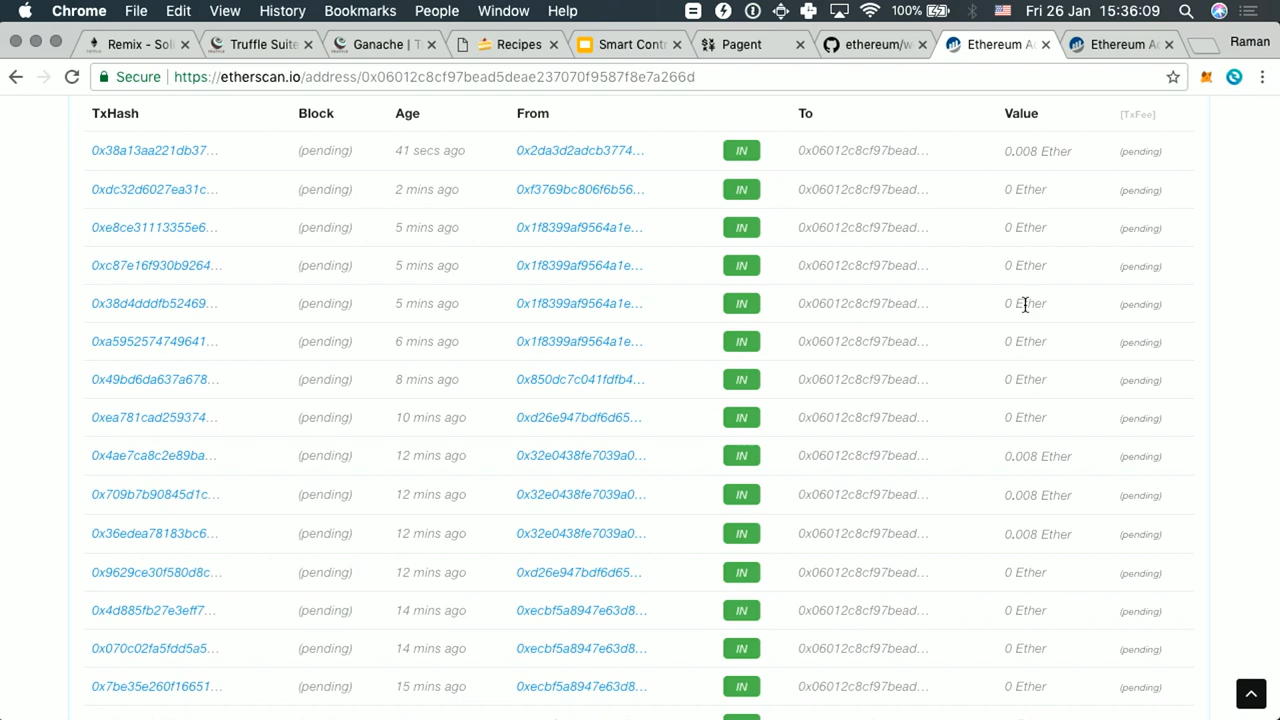 Chrome File Edit View History Bookmarks People Window Help 100% Fri 26 Jan 15:36:09
Remix - Soli Truffle Suite Ganache | T Recipes Smart Contr Pagent ethereum/w Ethereum A Ethereum Ac Raman
Secure https://etherscan.io/address/0x06012c8cf97bead5deae237070f9587f8e7a266d
TxHash Block Age From To Value [TxFee]
0x38a13aa221db37... (pending) 41 secs ago 0x2da3d2adcb3774... IN 0x06012c8cf97bead... 0.008 Ether (pending)
0xdc32d6027ea31c... (pending) 2 mins ago 0xf3769bc806f6b56... IN 0x06012c8cf97bead... 0 Ether (pending)
0xe8ce31113355e6... (pending) 5 mins ago 0x1f8399af9564a1e... IN 0x06012c8cf97bead... 0 Ether (pending)
0xc87e16f930b9264... (pending) 5 mins ago 0x1f8399af9564a1e... IN 0x06012c8cf97bead... 0 Ether (pending)
0x38d4dddfb52469... (pending) 5 mins ago 0x1f8399af9564a1e... IN 0x06012c8cf97bead... 0 Ether (pending)
0xa5952574749641... (pending) 6 mins ago 0x1f8399af9564a1e... IN 0x06012c8cf97bead... 0 Ether (pending)
0x49bd6da637a678... (pending) 8 mins ago 0x850dc7c041fdfb4... IN 0x06012c8cf97bead... 0 Ether (pending)
0xea781cad259374... (pending) 10 mins ago 0xd26e947bdf6d65... IN 0x06012c8cf97bead... 0 Ether (pending)
0x4ae7ca8c2e89ba... (pending) 12 mins ago 0x32e0438fe7039a0... IN 0x06012c8cf97bead... 0.008 Ether (pending)
0x709b7b90845d1c... (pending) 12 mins ago 0x32e0438fe7039a0... IN 0x06012c8cf97bead... 0.008 Ether (pending)
0x36edea78183bc6... (pending) 12 mins ago 0x32e0438fe7039a0... IN 0x06012c8cf97bead... 0.008 Ether (pending)
0x9629ce30f580d8c... (pending) 12 mins ago 0xd26e947bdf6d65... IN 0x06012c8cf97bead... 0 Ether (pending)
0x4d885fb27e3eff7... (pending) 14 mins ago 0xecbf5a8947e63d8... IN 0x06012c8cf97bead... 0 Ether (pending)
0x070c02fa5fdd5a5... (pending) 14 mins ago 0xecbf5a8947e63d8... IN 0x06012c8cf97bead... 0 Ether (pending)
0x7be35e260f16651... (pending) 15 mins ago 0xecbf5a8947e63d8... IN 0x06012c8cf97bead... 0 Ether (pending)